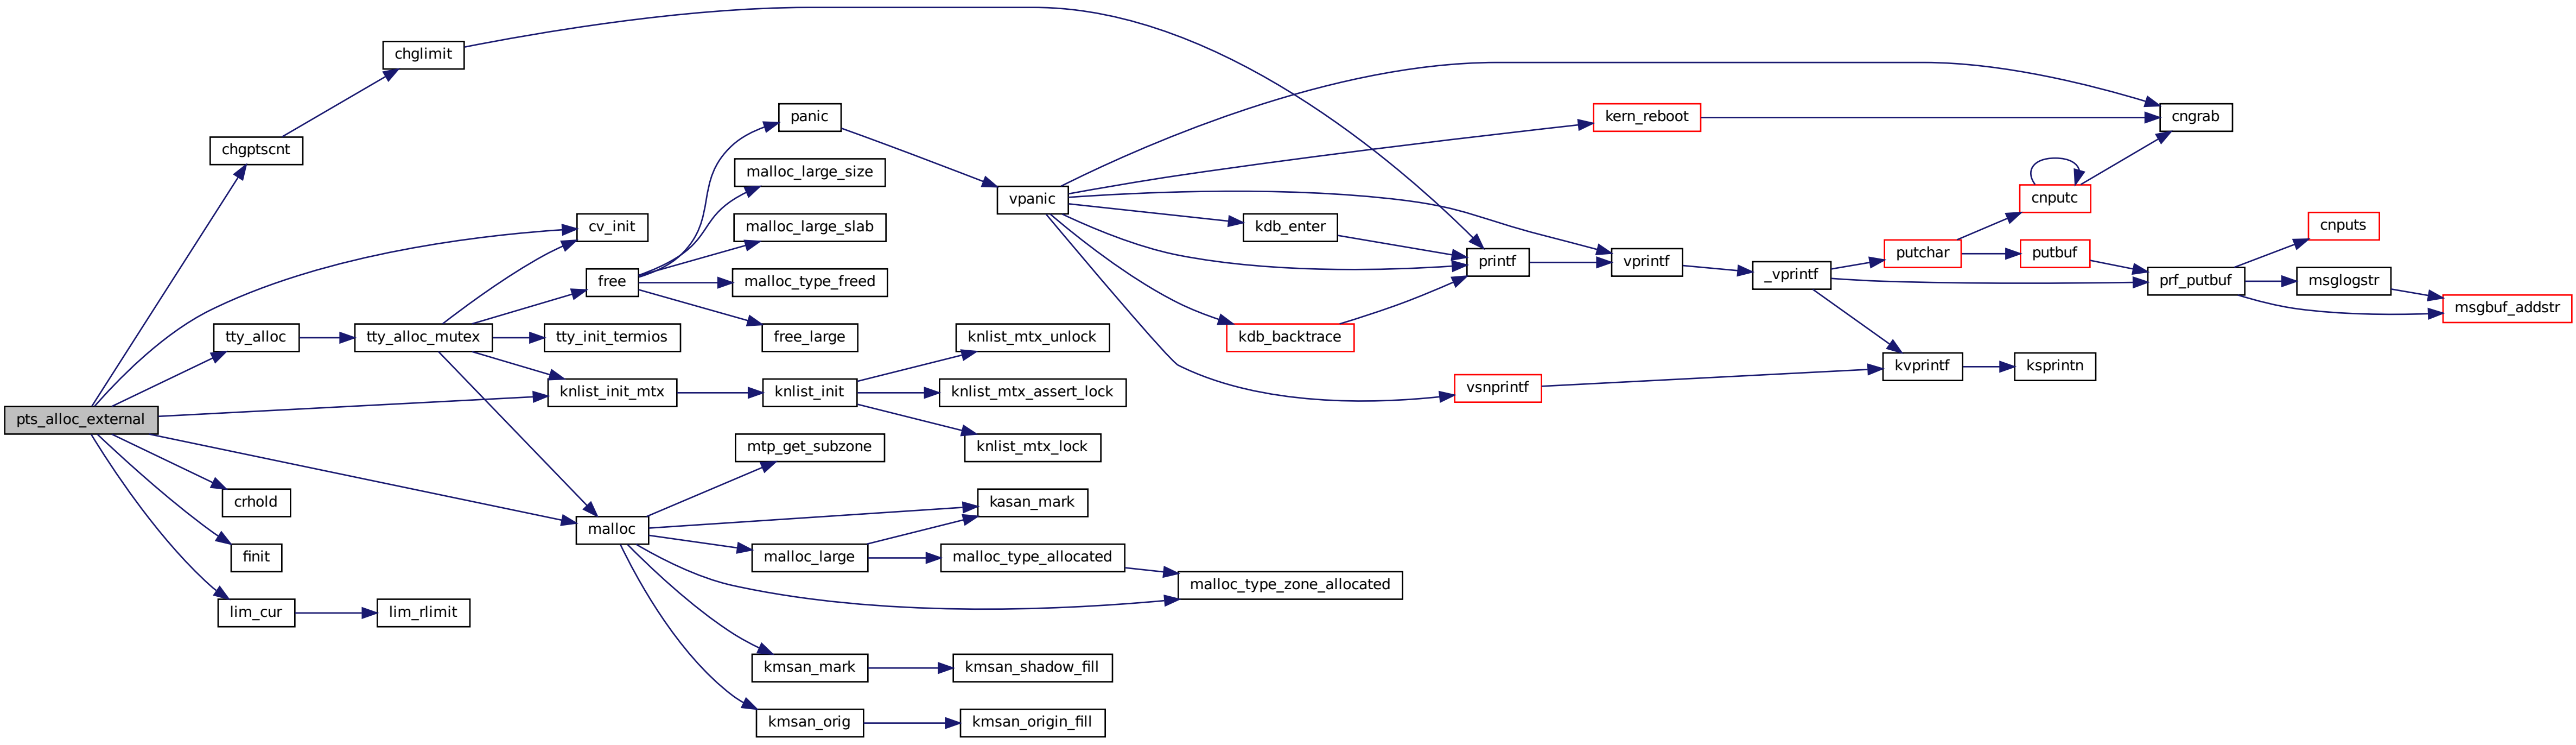 chglimit
panic
kern_reboot
cngrab
chgptscnt
malloc_large_size
vpanic
cnputc
cv_init
malloc_large_slab
kdb_enter
cnputs
putchar
putbuf
printf
vprintf
_vprintf
free
malloc_type_freed
prf_putbuf
msglogstr
msgbuf_addstr
tty_alloc
tty_alloc_mutex
tty_init_termios
free_large
knlist_mtx_unlock
kdb_backtrace
kvprintf
ksprintn
knlist_init_mtx
knlist_init
knlist_mtx_assert_lock
vsnprintf
pts_alloc_external
mtp_get_subzone
knlist_mtx_lock
crhold
kasan_mark
malloc
finit
malloc_large
malloc_type_allocated
malloc_type_zone_allocated
lim_cur
lim_rlimit
kmsan_mark
kmsan_shadow_fill
kmsan_orig
kmsan_origin_fill